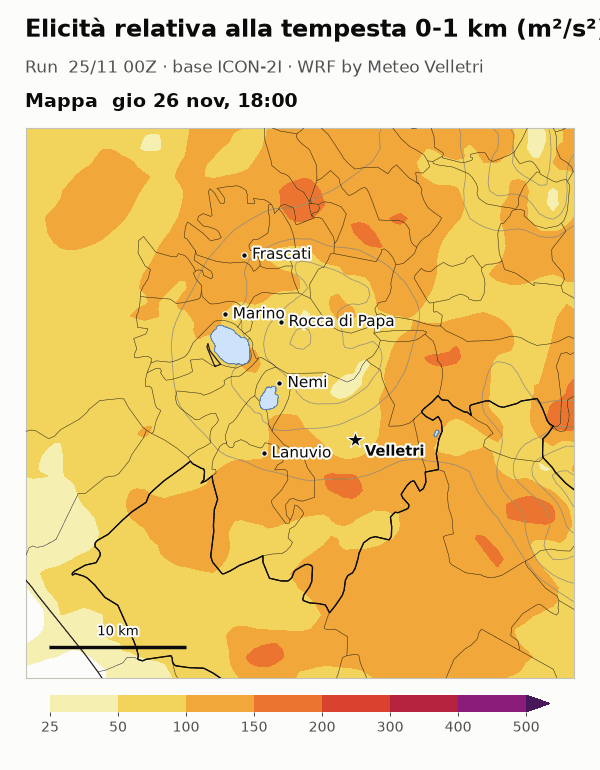 Elicità relativa alla tempesta 0-1 km (m²/s²)
Run 25/11 00Z · base ICON-2I · WRF by Meteo Velletri
Mappa gio 26 nov, 18:00
Frascati
Marino
Rocca di Papa
Nemi
Velletri
Lanuvio
10 km
25 50 100 150 200 300 400 500